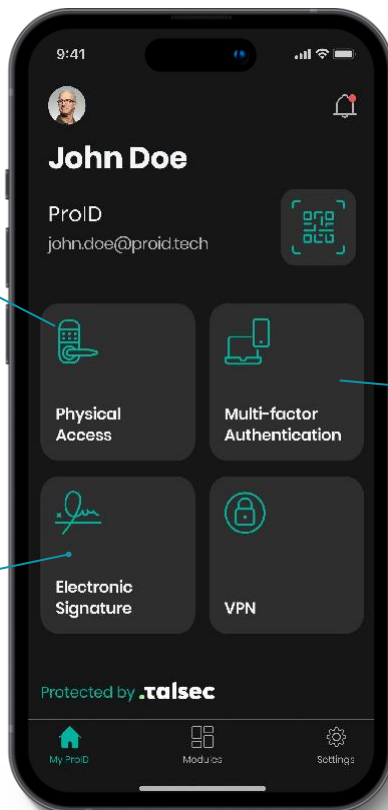 9:41
John Doe
ProID
john.doe@proid.tech
Physical
Access
Multi-factor
Authentication
Electronic
Signature
VPN
Protected by .talsec
My ProID
Modules
Settings